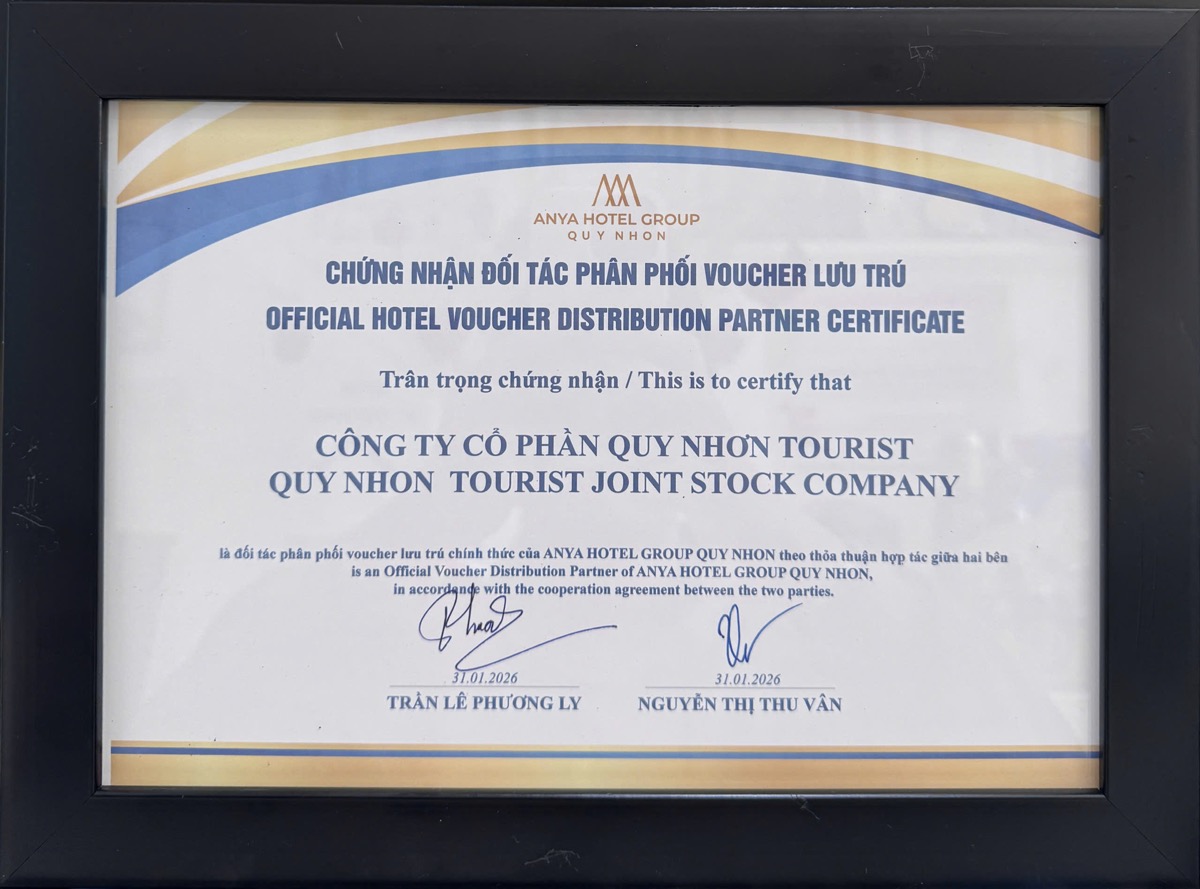 ANYA HOTEL GROUP
QUY NHON
CHỨNG NHẬN ĐỐI TÁC PHÂN PHỐI VOUCHER LƯU TRÚ
OFFICIAL HOTEL VOUCHER DISTRIBUTION PARTNER CERTIFICATE
Trân trọng chứng nhận / This is to certify that
CÔNG TY CỔ PHẦN QUY NHƠN TOURIST
QUY NHON TOURIST JOINT STOCK COMPANY
là đối tác phân phối voucher lưu trú chính thức của ANYA HOTEL GROUP QUY NHON theo thỏa thuận hợp tác giữa hai bên
is an Official Voucher Distribution Partner of ANYA HOTEL GROUP QUY NHON,
in accordance with the cooperation agreement between the two parties.
31.01.2026 31.01.2026
TRẦN LÊ PHƯƠNG LY NGUYỄN THỊ THU VÂN